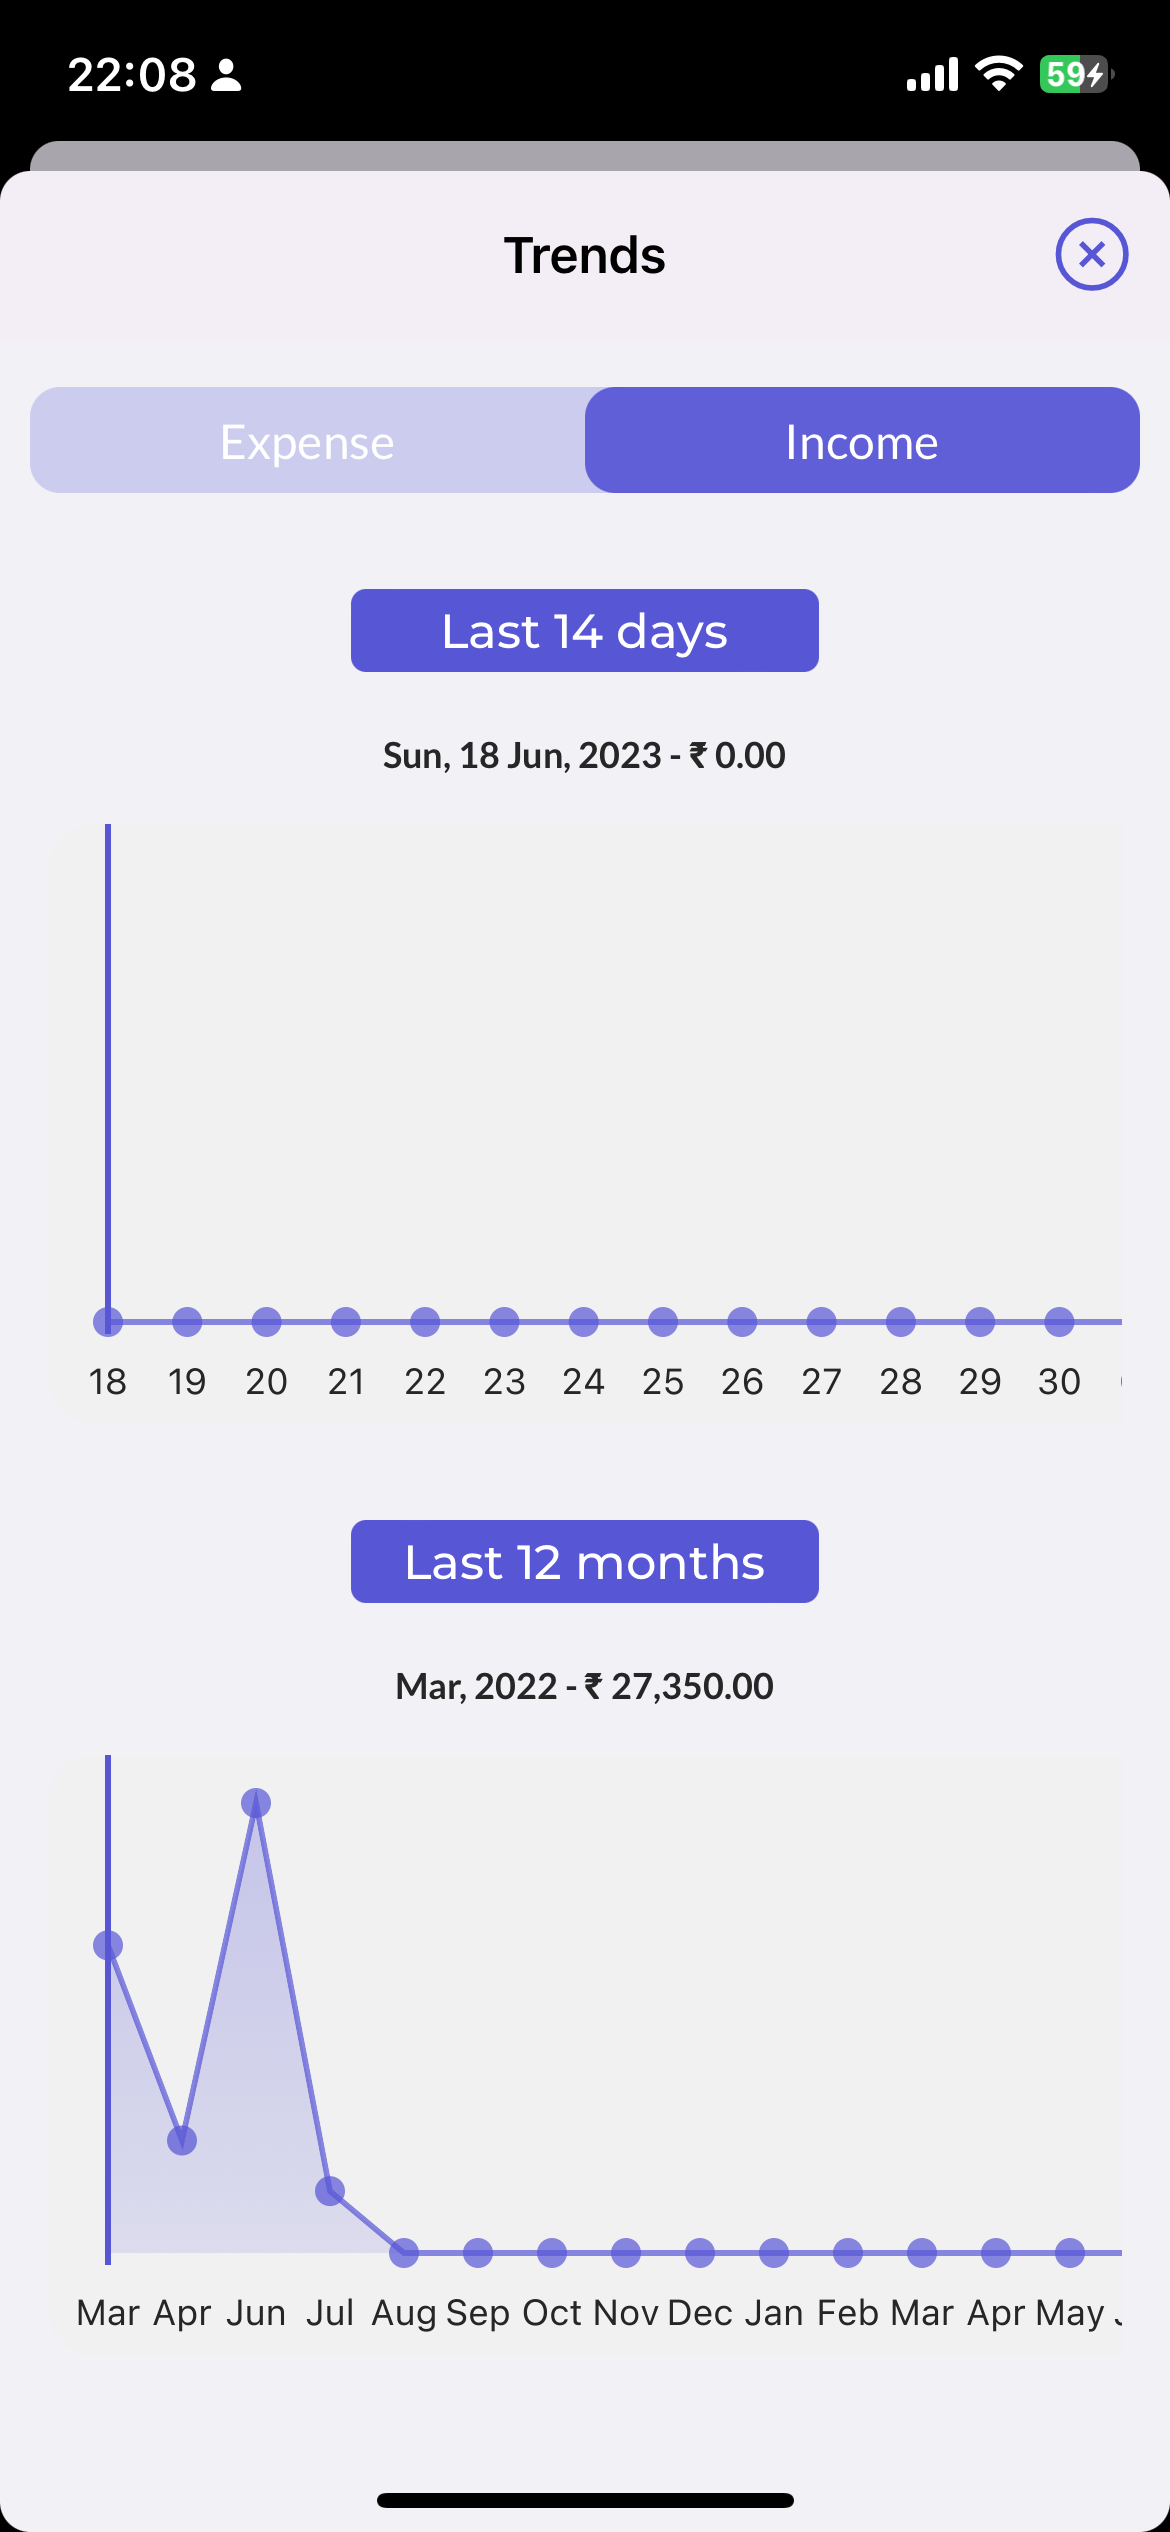 22:08
59
Trends
Expense Income
Last 14 days
Sun, 18 Jun, 2023 - ₹ 0.00
18 19 20 21 22 23 24 25 26 27 28 29 30
Last 12 months
Mar, 2022 - ₹ 27,350.00
Mar Apr Jun Jul Aug Sep Oct Nov Dec Jan Feb Mar Apr May